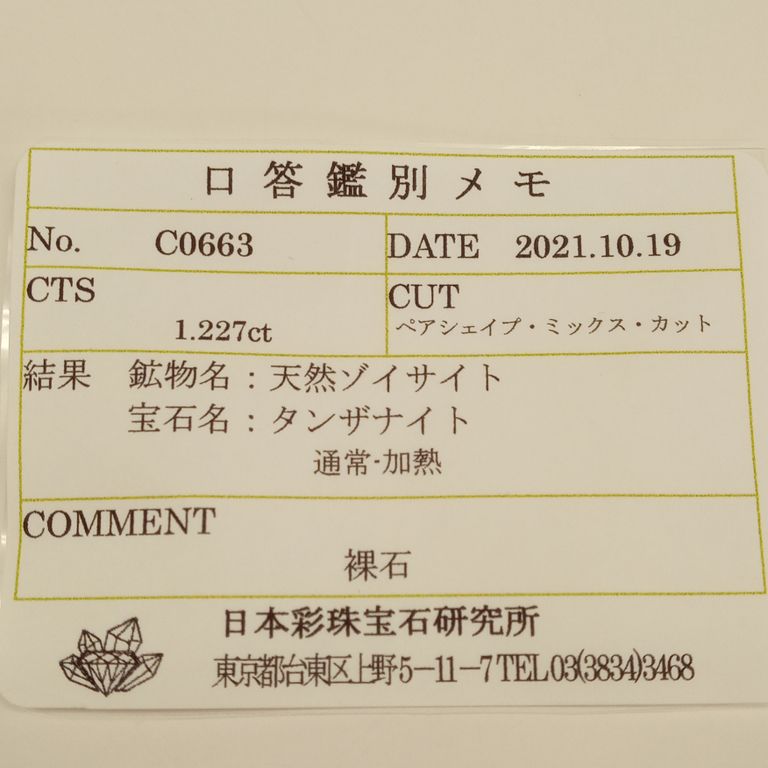 口答鑑別メモ
No. C0663
DATE 2021.10.19
CTS
1.227ct
CUT
ペアシェイプ・ミックス・カット
結果 鉱物名：天然ゾイサイト
宝石名：タンザナイト
通常·加熱
COMMENT
裸石
日本彩珠宝石研究所
東京都台東区上野5－11－7 TEL03(3834)3468